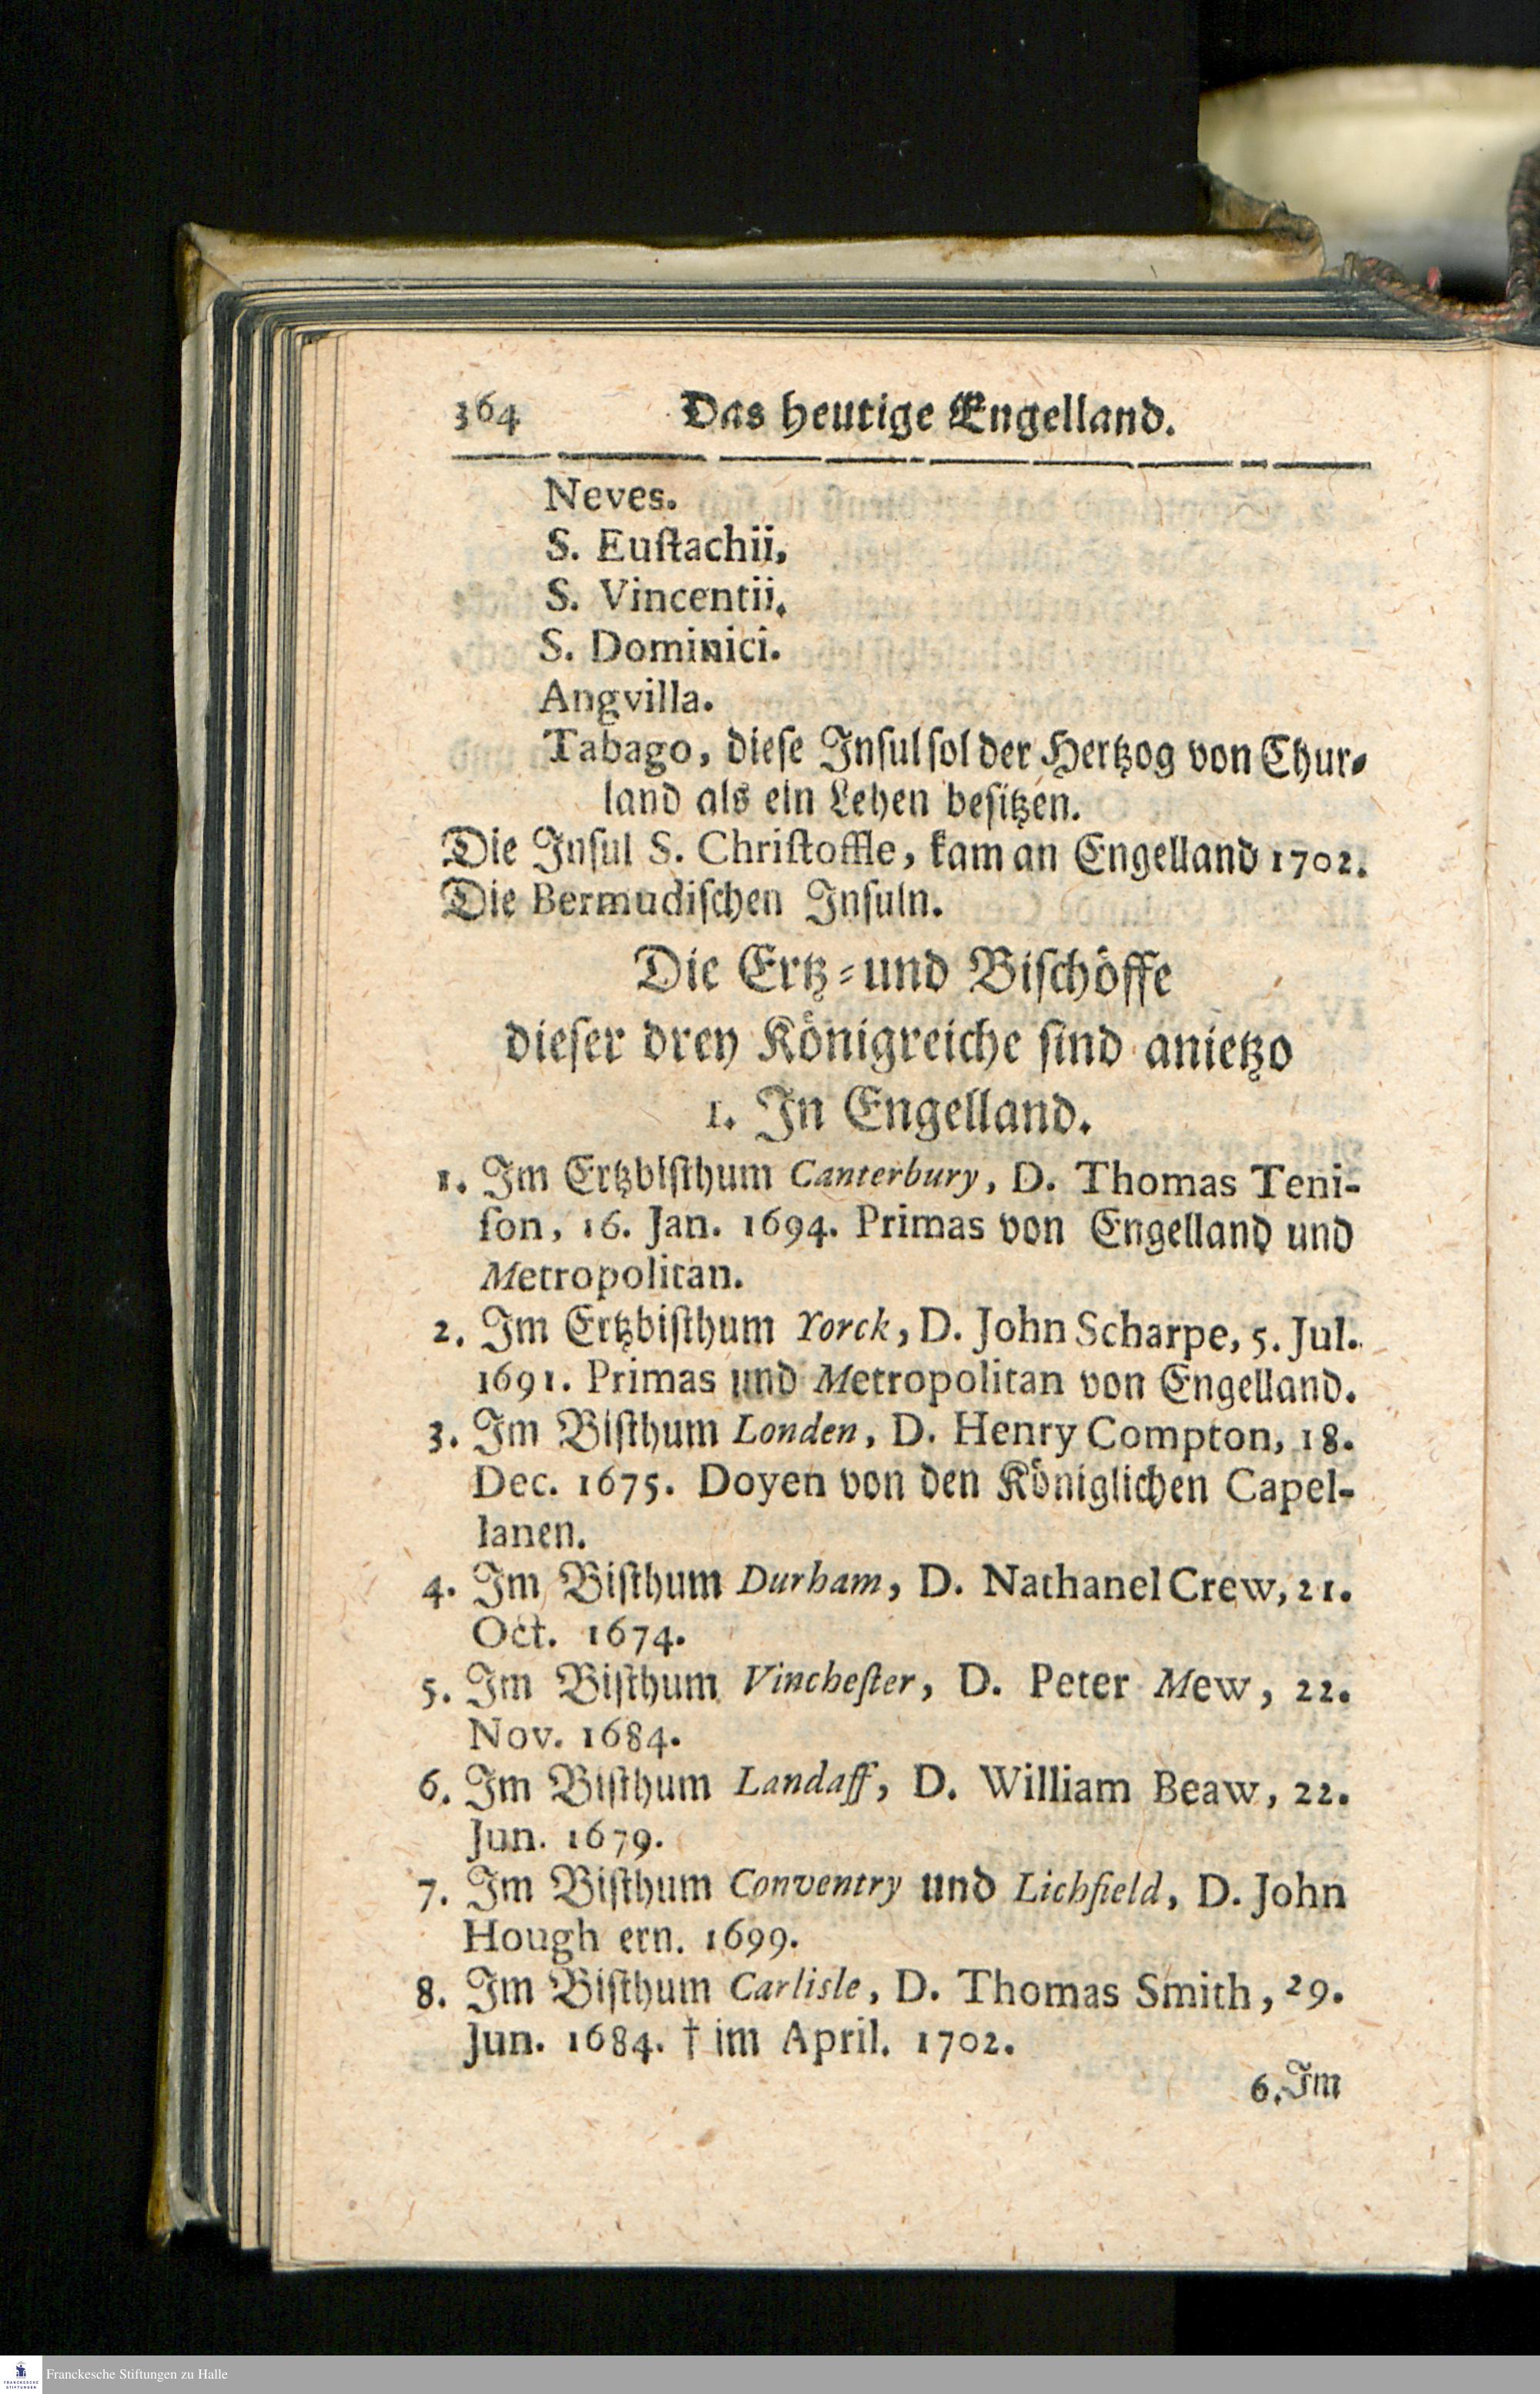 364 Das heutige Engelland.
Neves.
S. Euſtachii,
S. Vincentii.
S. Dominici.
Angvilla.
Tabago, dieſe Inſul ſol der Hertzog von Chur-
land als ein Lehen beſitzen.
Die Inſul S. Chriſtoffle, kam an Engelland 1702.
Die Bermudiſchen Inſuln.
Die Ertz-und Biſchöffe
dieſer drey Königreiche ſind anietzo
1. In Engelland.
1. Im Ertzbiſthum Canterbury, D. Thomas Teni-
ſon, 16. Jan. 1694. Primas von Engelland und
Metropolitan.
2. Im Ertzbiſthum Yorck, D. John Scharpe, 5. Jul.
1691. Primas und Metropolitan von Engelland.
3. Im Biſthum Londen, D. Henry Compton, 18.
Dec. 1675. Doyen von den Königlichen Capel-
lanen.
4. Im Biſthum Durham, D. Nathanel Crew, 21.
Oct. 1674.
5. Im Biſthum Vincheſter, D. Peter Mew, 22.
Nov. 1684.
6. Im Biſthum Landaff, D. William Beaw, 22.
Jun. 1679.
7. Im Biſthum Conventry und Lichfield, D. John
Hough ern. 1699.
8. Im Biſthum Carlisle, D. Thomas Smith, 29.
Jun. 1684. † im April. 1702.
6. Im
Franckesche Stiftungen zu Halle
FRANCKESCHE
STIFTUNGEN